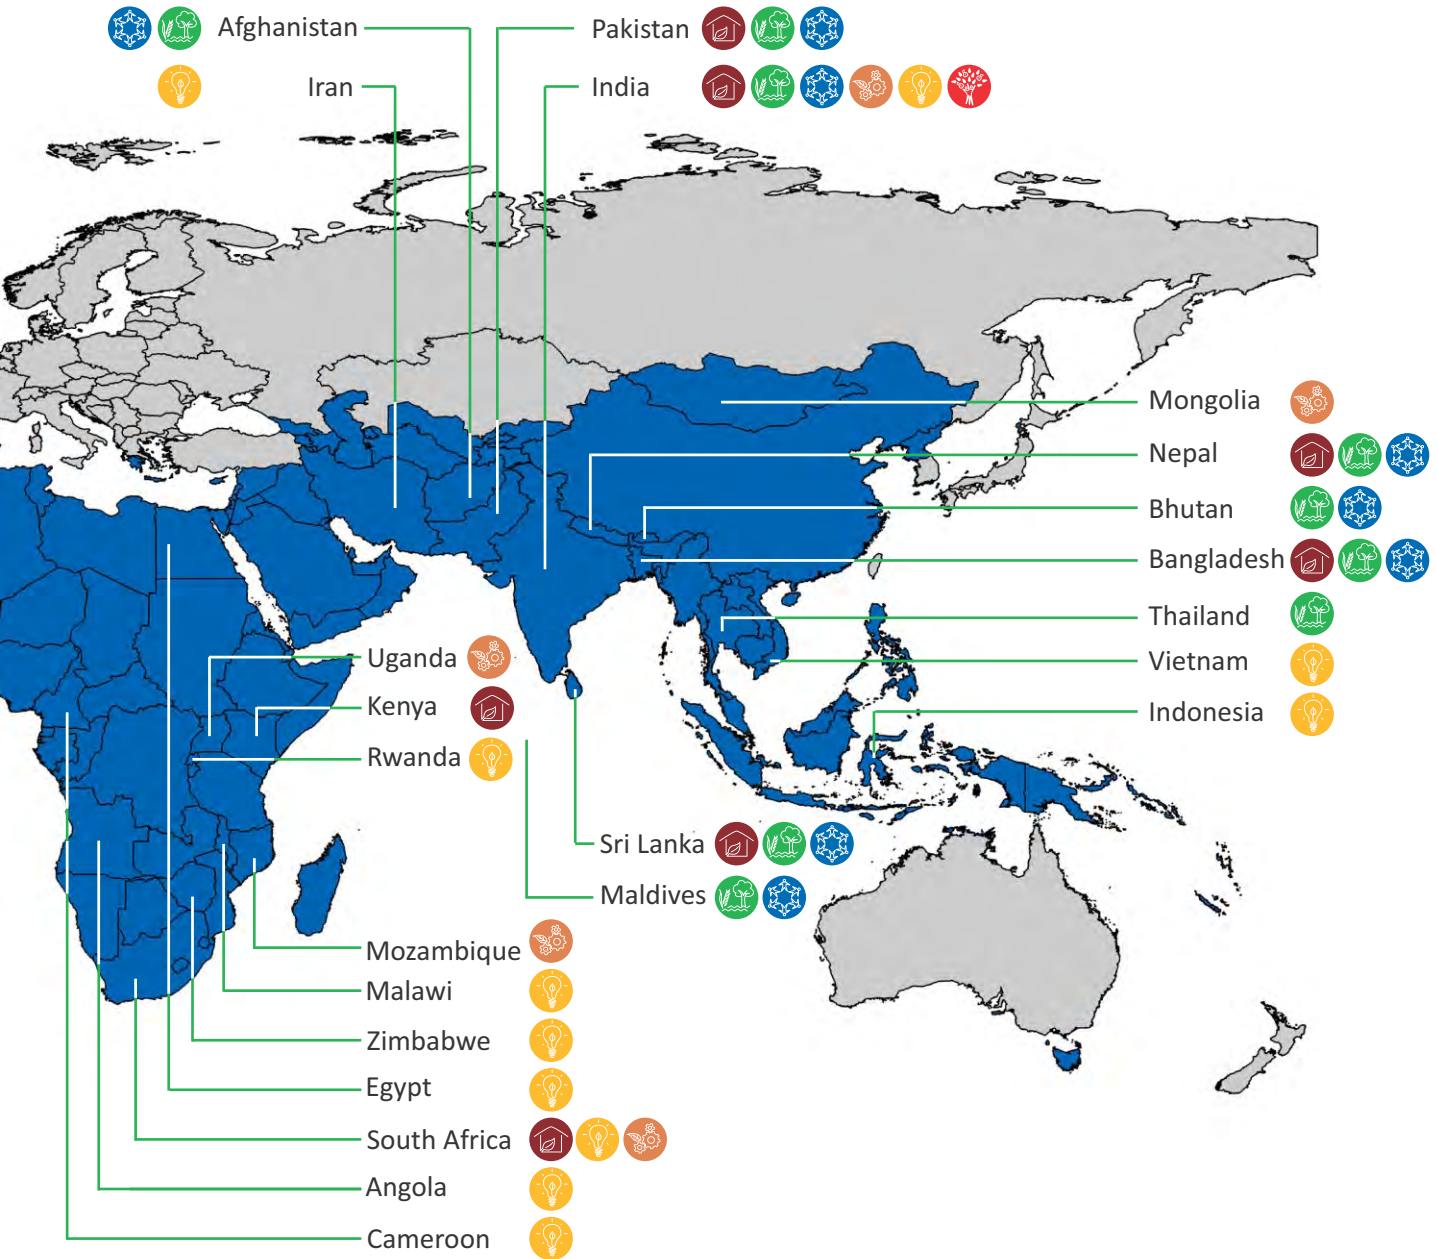 Afghanistan
Pakistan
Iran
India
Mongolia
Nepal
Bhutan
Bangladesh
Thailand
Vietnam
Indonesia
Uganda
Kenya
Rwanda
Sri Lanka
Maldives
Mozambique
Malawi
Zimbabwe
Egypt
South Africa
Angola
Cameroon